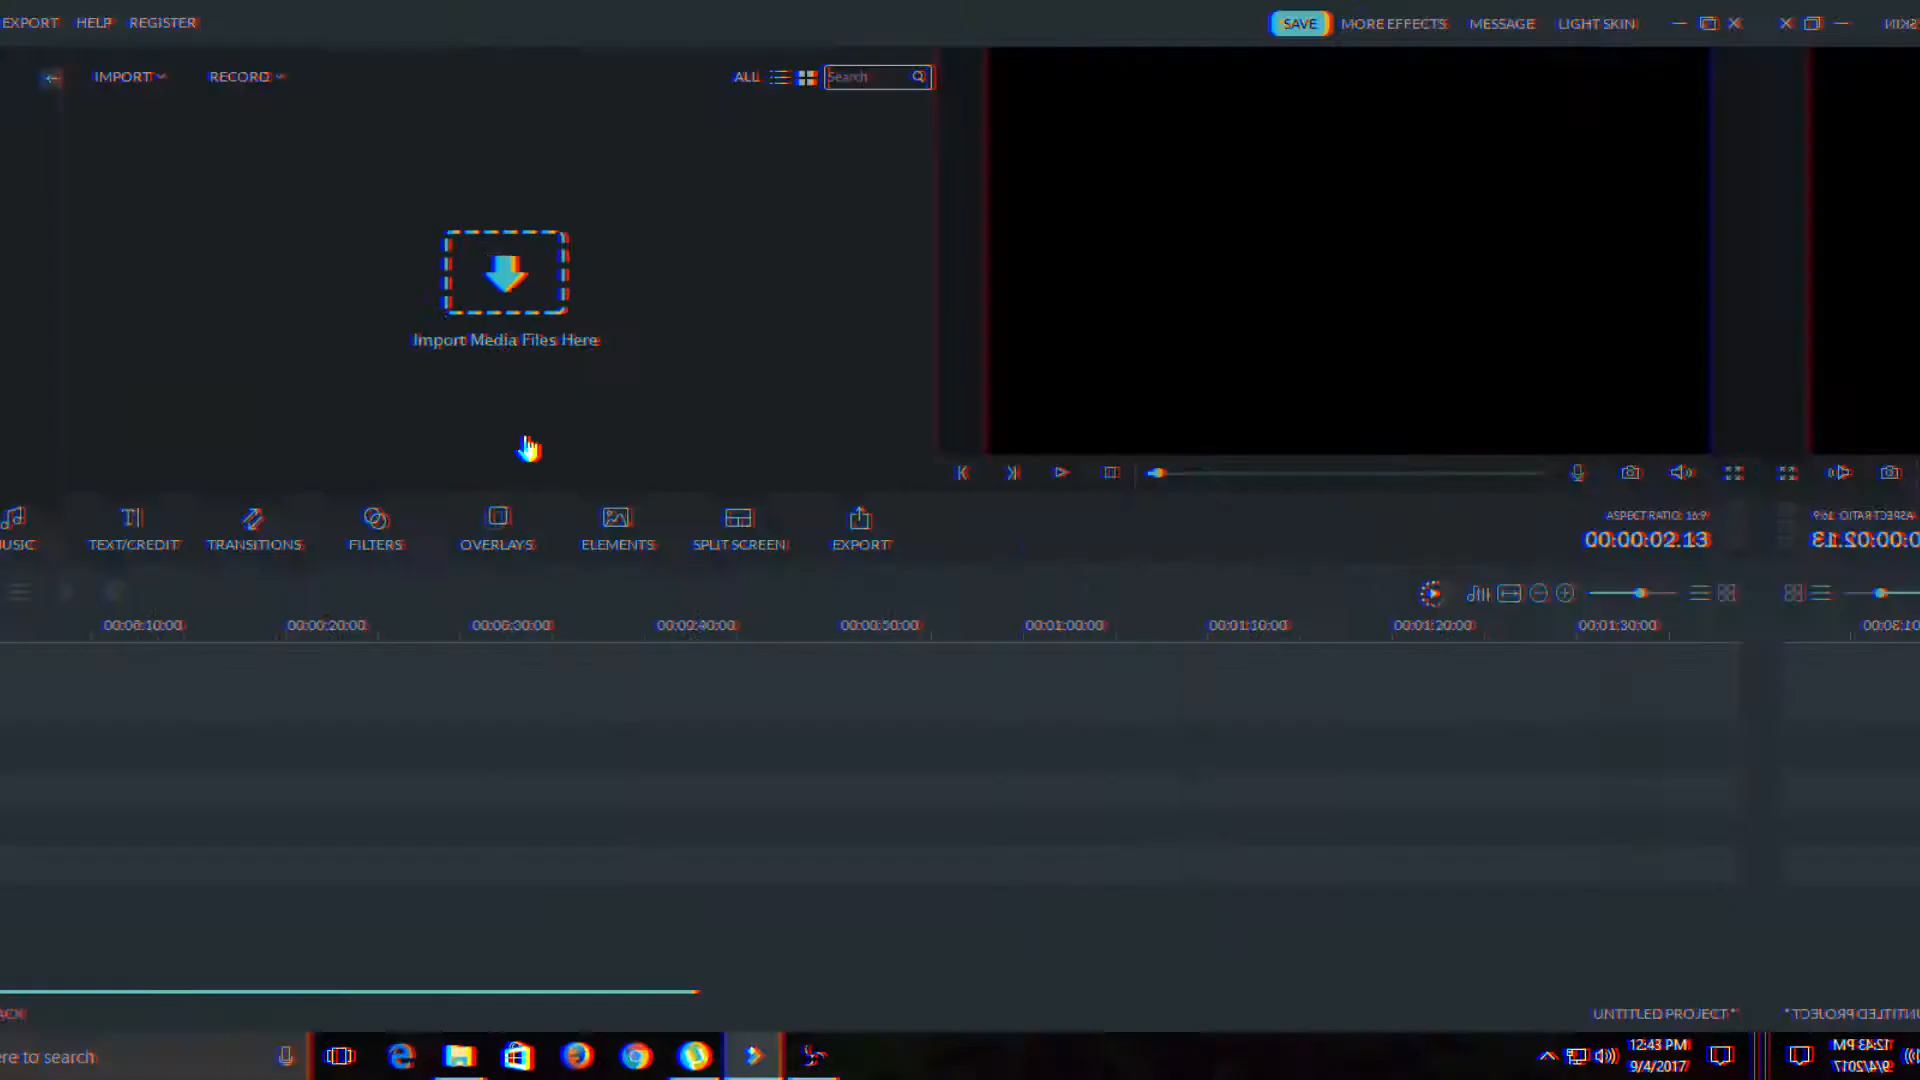 EXPORT HELP REGISTER SAVE MORE EFFECTS MESSAGE LIGHT SKIN
IMPORT RECORD ALL Search
Import Media Files Here
ASPECT RATIO: 16:9
USIC TEXT/CREDIT TRANSITIONS FILTERS OVERLAYS ELEMENTS SPLIT SCREEN EXPORT 00:00:02.13
00:00:10:00 00:00:20:00 00:00:30:00 00:00:40:00 00:00:50:00 00:01:00:00 00:01:10:00 00:01:20:00 00:01:30:00
UNTITLED PROJECT*
ere to search 12:43 PM
9/4/2017